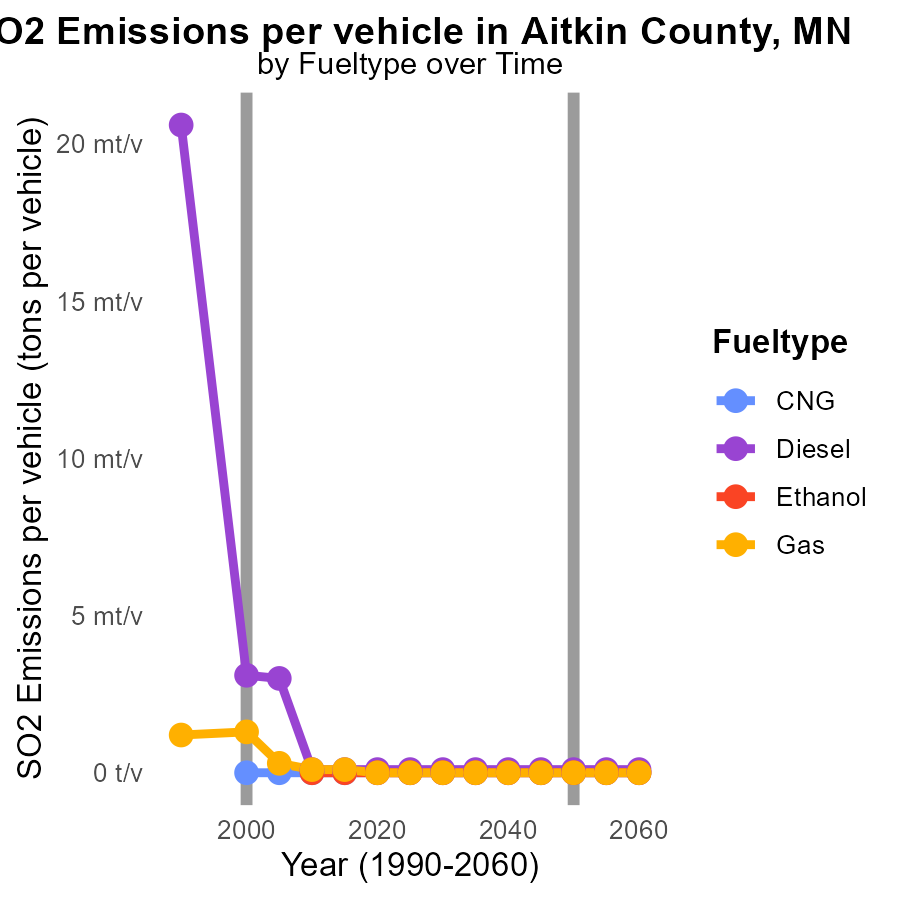 O2 Emissions per vehicle in Aitkin County, MN
by Fueltype over Time
SO2 Emissions per vehicle (tons per vehicle)
20 mt/v
15 mt/v
10 mt/v
5 mt/v
0 t/v
2000
2020
2040
2060
Year (1990-2060)
Fueltype
CNG
Diesel
Ethanol
Gas